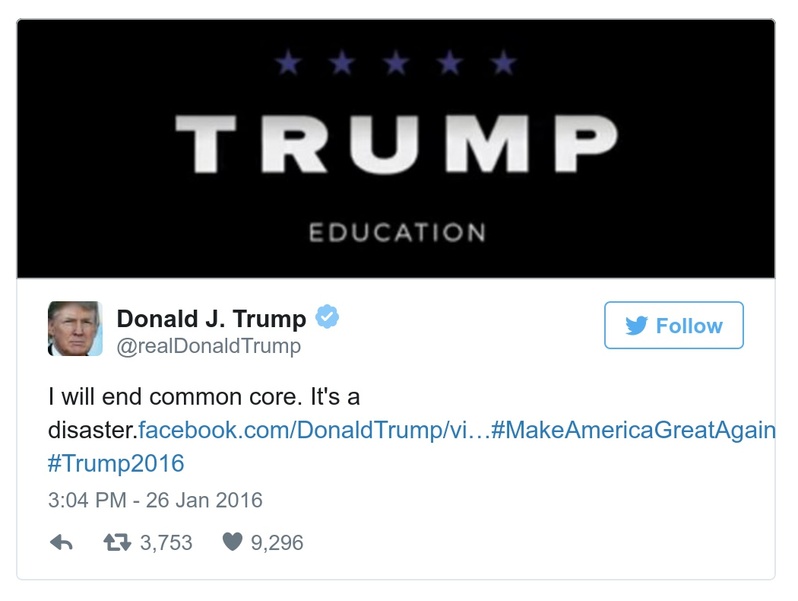 TRUMP
EDUCATION
Donald J. Trump
@realDonaldTrump
Follow
I will end common core. It's a
disaster.facebook.com/DonaldTrump/vi…#MakeAmericaGreatAgain
#Trump2016
3:04 PM - 26 Jan 2016
3,753 9,296